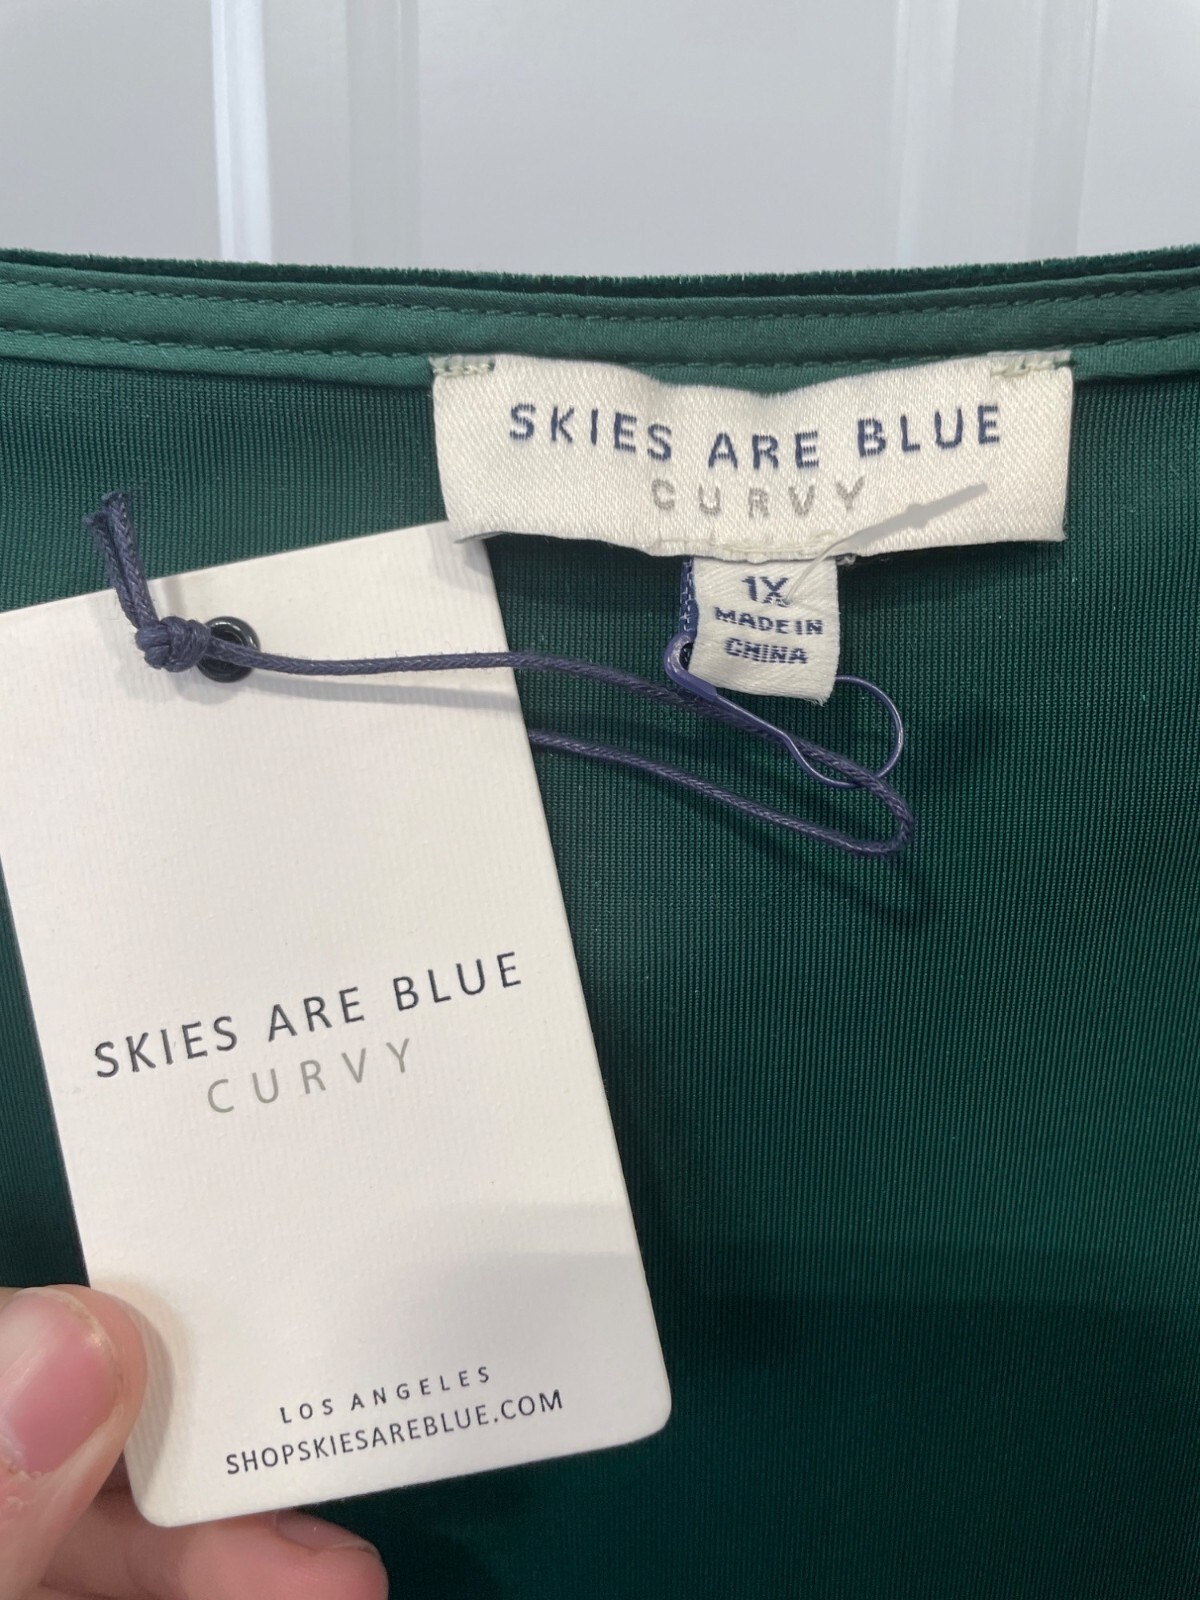 SKIES ARE BLUE
CURVY
1X
MADE IN
CHINA
SKIES ARE BLUE
CURVY
LOS ANGELES
SHOPSKIESAREBLUE.COM